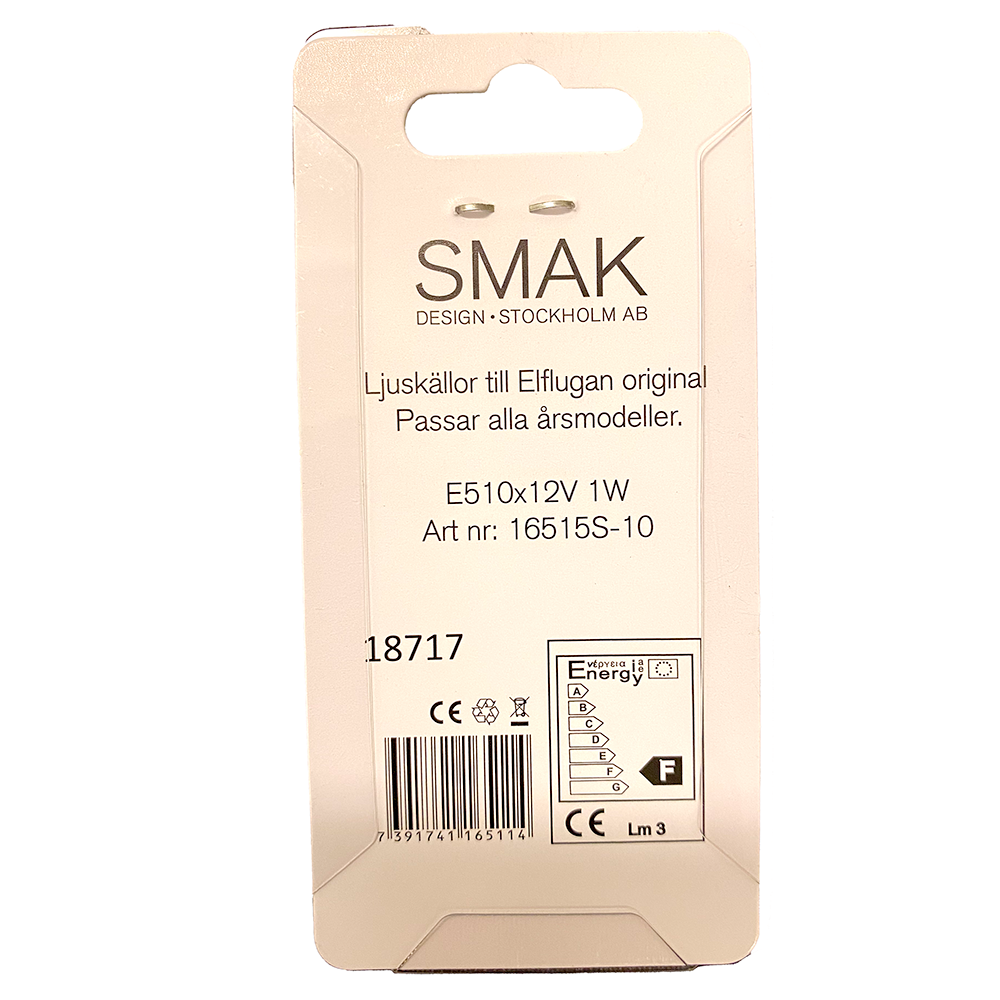 SMAK
DESIGN•STOCKHOLM AB
Ljuskällor till Elflugan original
Passar alla årsmodeller.
E510x12V 1W
Art nr: 16515S-10
18717
CE
7 391741 165114
Energy νέργεια i a e
A
B
C
D
E
F
G
F
CE Lm 3